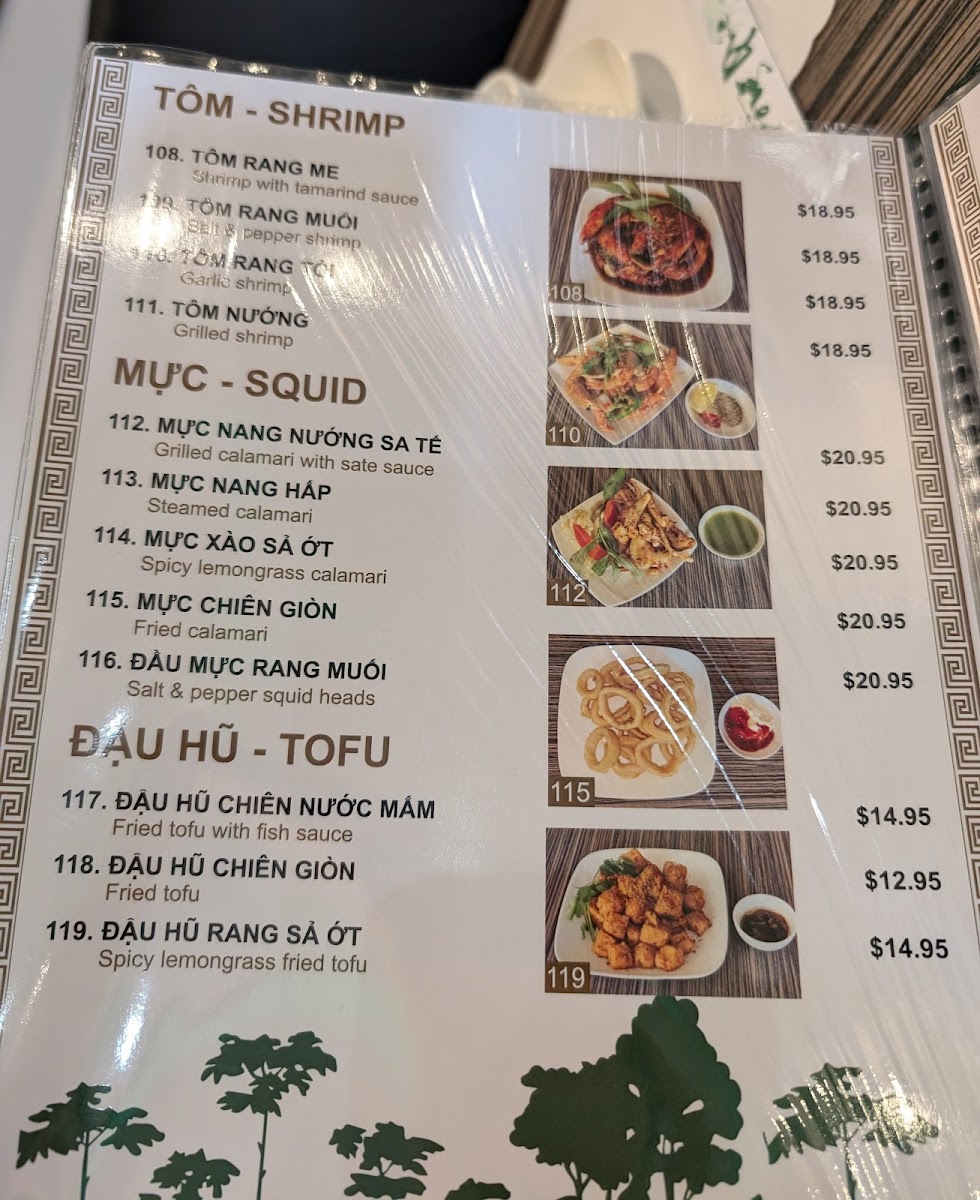 TÔM - SHRIMP
108. TÔM RANG ME $18.95
Shrimp with tamarind sauce
109. TÔM RANG MUỐI $18.95
Salt & pepper shrimp
110. TÔM RANG TỎI $18.95
Garlic shrimp
111. TÔM NƯỚNG $18.95
Grilled shrimp
MỰC - SQUID
112. MỰC NANG NƯỚNG SA TÉ $20.95
Grilled calamari with sate sauce
113. MỰC NANG HẤP $20.95
Steamed calamari
114. MỰC XÀO SẢ ỚT $20.95
Spicy lemongrass calamari
115. MỰC CHIÊN GIÒN $20.95
Fried calamari
116. ĐẦU MỰC RANG MUỐI $20.95
Salt & pepper squid heads
ĐẬU HŨ - TOFU
117. ĐẬU HŨ CHIÊN NƯỚC MẮM $14.95
Fried tofu with fish sauce
118. ĐẬU HŨ CHIÊN GIÒN $12.95
Fried tofu
119. ĐẬU HŨ RANG SẢ ỚT $14.95
Spicy lemongrass fried tofu
108
110
112
115
119